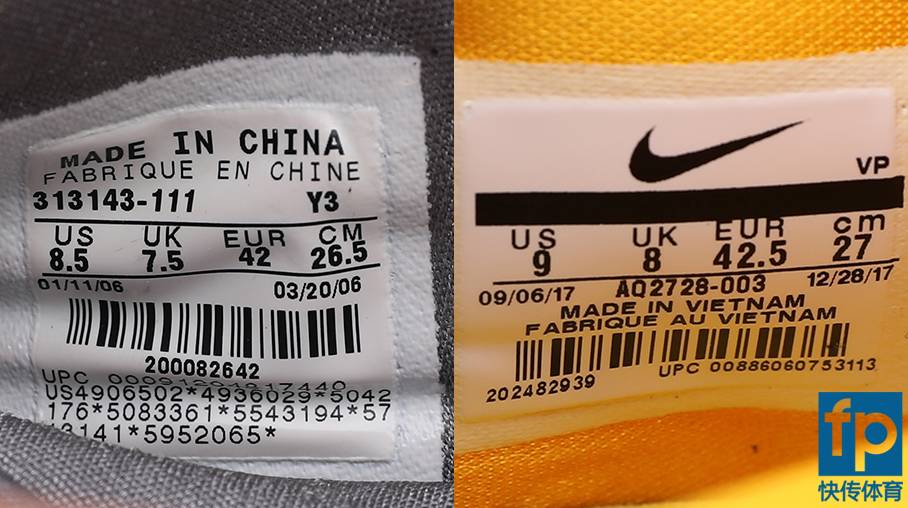 MADE IN CHINA
FABRIQUE EN CHINE
313143-111 Y3
US UK EUR CM
8.5 7.5 42 26.5
01/11/06 03/20/06
200082642
UPC
US4906502*4936029*5042
176*5083361*5543194*57
13141*5952065*
VP
US UK EUR cm
9 8 42.5 27
09/06/17 AQ2728-003 12/28/17
MADE IN VIETNAM
FABRIQUE AU VIETNAM
202482939 UPC 00886060753113
fp
快传体育